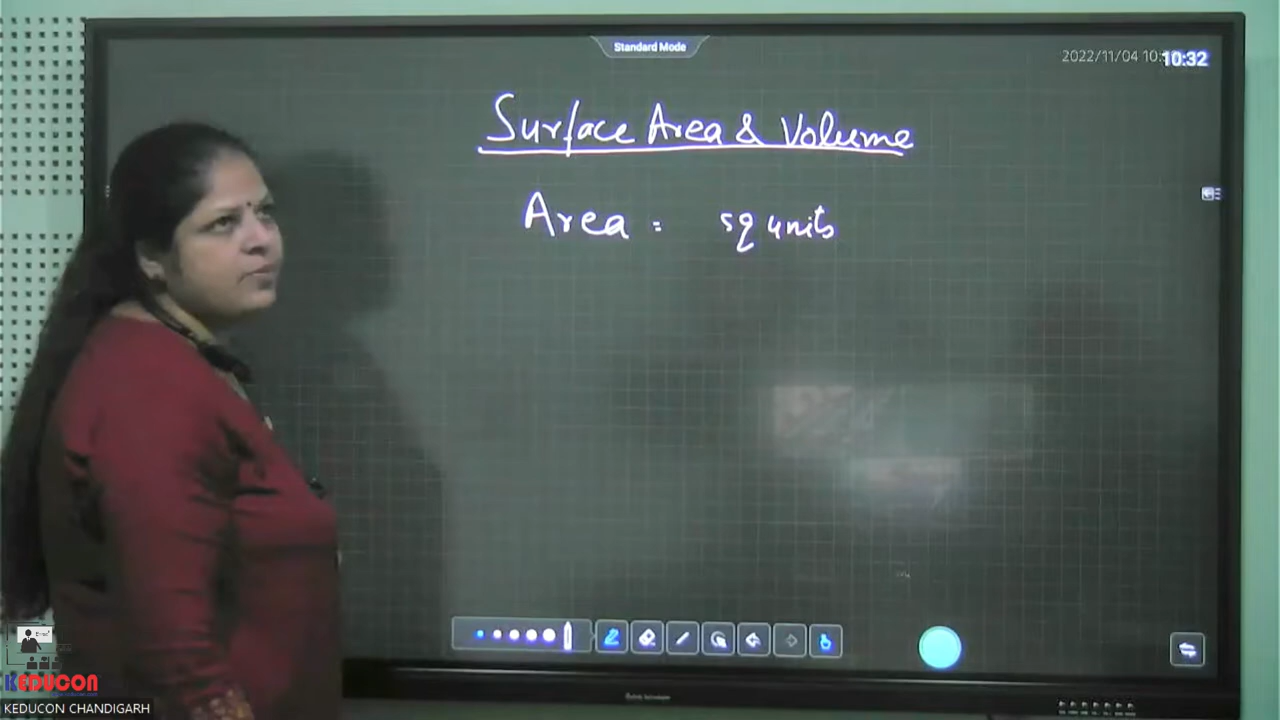 Standard Mode
2022/11/04 10:32
Surface Area & Volume
Area = sq units
KEDUCON
KEDUCON CHANDIGARH